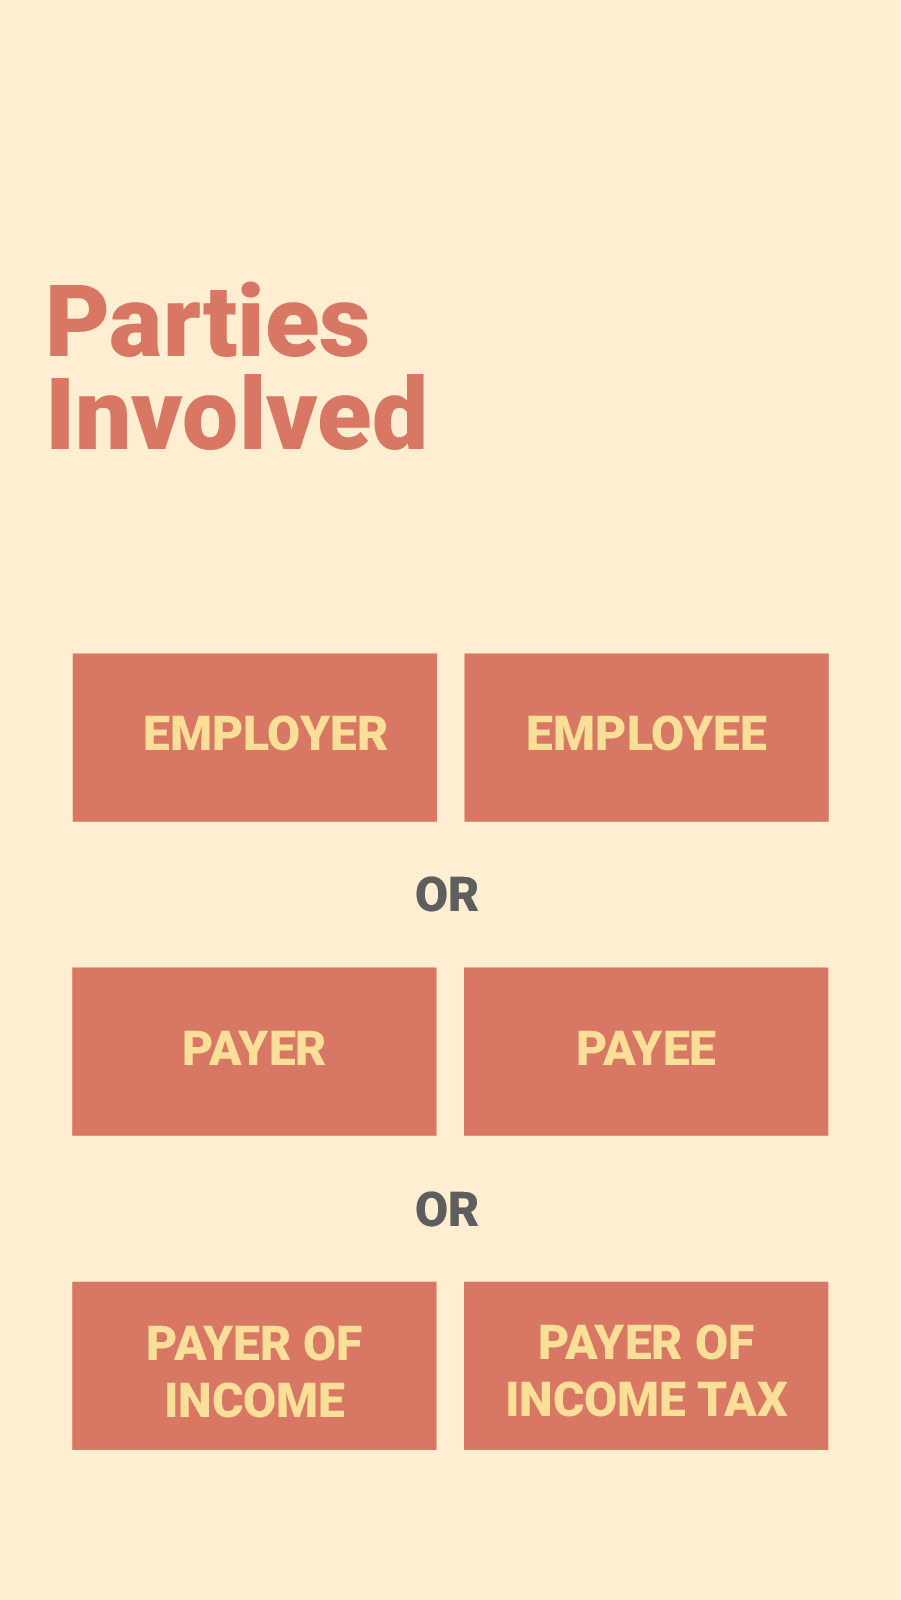 Parties
Involved
EMPLOYER
EMPLOYEE
OR
PAYER
PAYEE
OR
PAYER OF
INCOME
PAYER OF
INCOME TAX